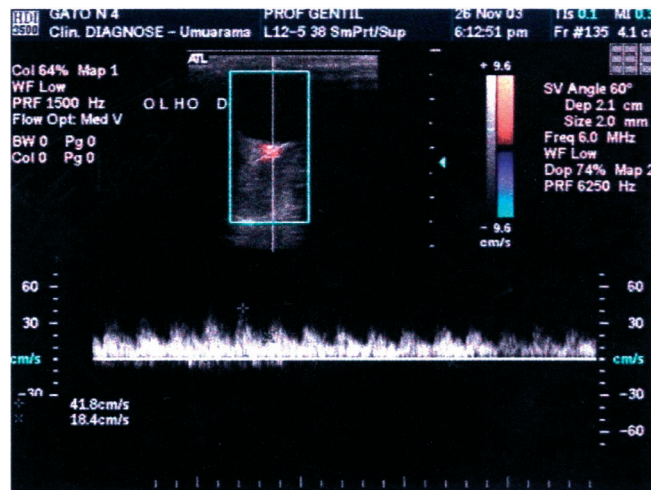 HDI 3500
GATO N 4 PROF GENTIL 26 Nov 03 TIs 0.1
Clin. DIAGNOSE - Umuarama L12-5 38 SmPrt/Sup 6:12:51 pm Fr #135 4.1
ATL
Col 64% Map 1
WF Low
PRF 1500 Hz
Flow Opt: Med V
BW 0 Pg 0
Col 0 Pg 0
OLHO D
+ 9.6
- 9.6
cm/s
SV Angle 60°
Dep 2.1 cm
Size 2.0 mm
Freq 6.0 MHz
WF Low
Dop 74% Map 2
PRF 6250 Hz
60 60
30 30
cm/s cm/s
-30 -30
-60
41.8cm/s
18.4cm/s